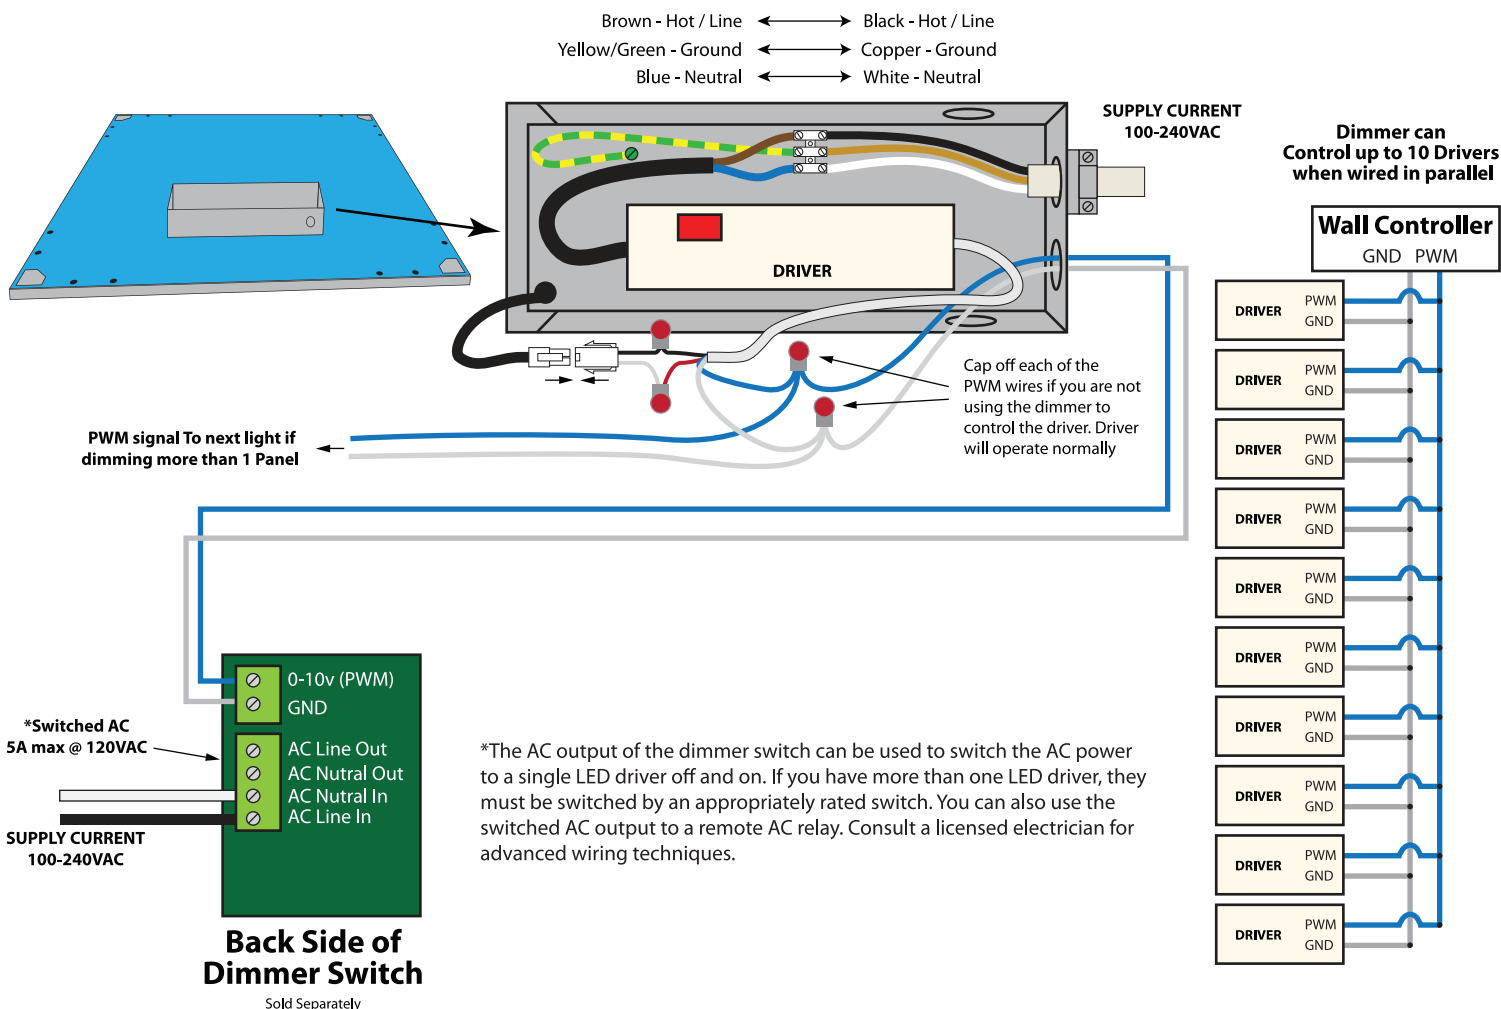 Brown - Hot / Line
Black - Hot / Line
Yellow/Green - Ground
Copper - Ground
Blue - Neutral
White - Neutral
SUPPLY CURRENT
100-240VAC
Dimmer can
Control up to 10 Drivers
when wired in parallel
Wall Controller
GND PWM
DRIVER
Cap off each of the
PWM wires if you are not
using the dimmer to
control the driver. Driver
will operate normally
PWM signal To next light if
dimming more than 1 Panel
DRIVER
PWM
GND
DRIVER
PWM
GND
DRIVER
PWM
GND
DRIVER
PWM
GND
DRIVER
PWM
GND
DRIVER
PWM
GND
DRIVER
PWM
GND
DRIVER
PWM
GND
DRIVER
PWM
GND
DRIVER
PWM
GND
0-10v (PWM)
GND
*Switched AC
5A max @ 120VAC
AC Line Out
AC Nutral Out
AC Nutral In
AC Line In
SUPPLY CURRENT
100-240VAC
*The AC output of the dimmer switch can be used to switch the AC power
to a single LED driver off and on. If you have more than one LED driver, they
must be switched by an appropriately rated switch. You can also use the
switched AC output to a remote AC relay. Consult a licensed electrician for
advanced wiring techniques.
Back Side of
Dimmer Switch
Sold Separately